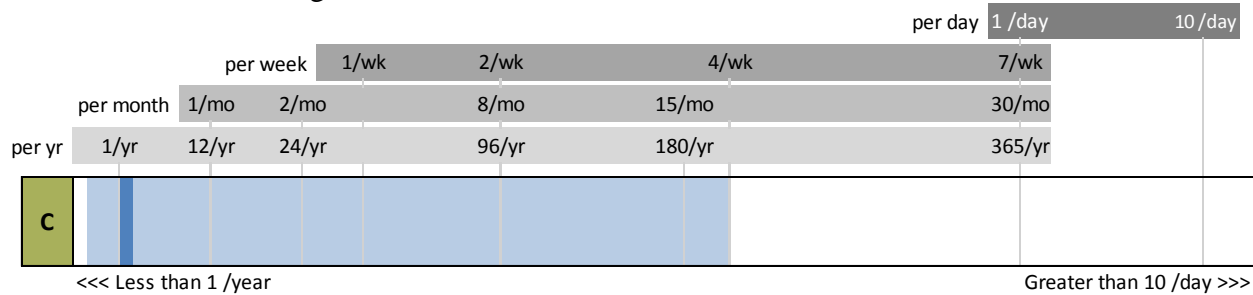 per day 1 /day 10 /day
per week 1/wk 2/wk 4/wk 7/wk
per month 1/mo 2/mo 8/mo 15/mo 30/mo
per yr 1/yr 12/yr 24/yr 96/yr 180/yr 365/yr
C
<<< Less than 1 /year Greater than 10 /day >>>